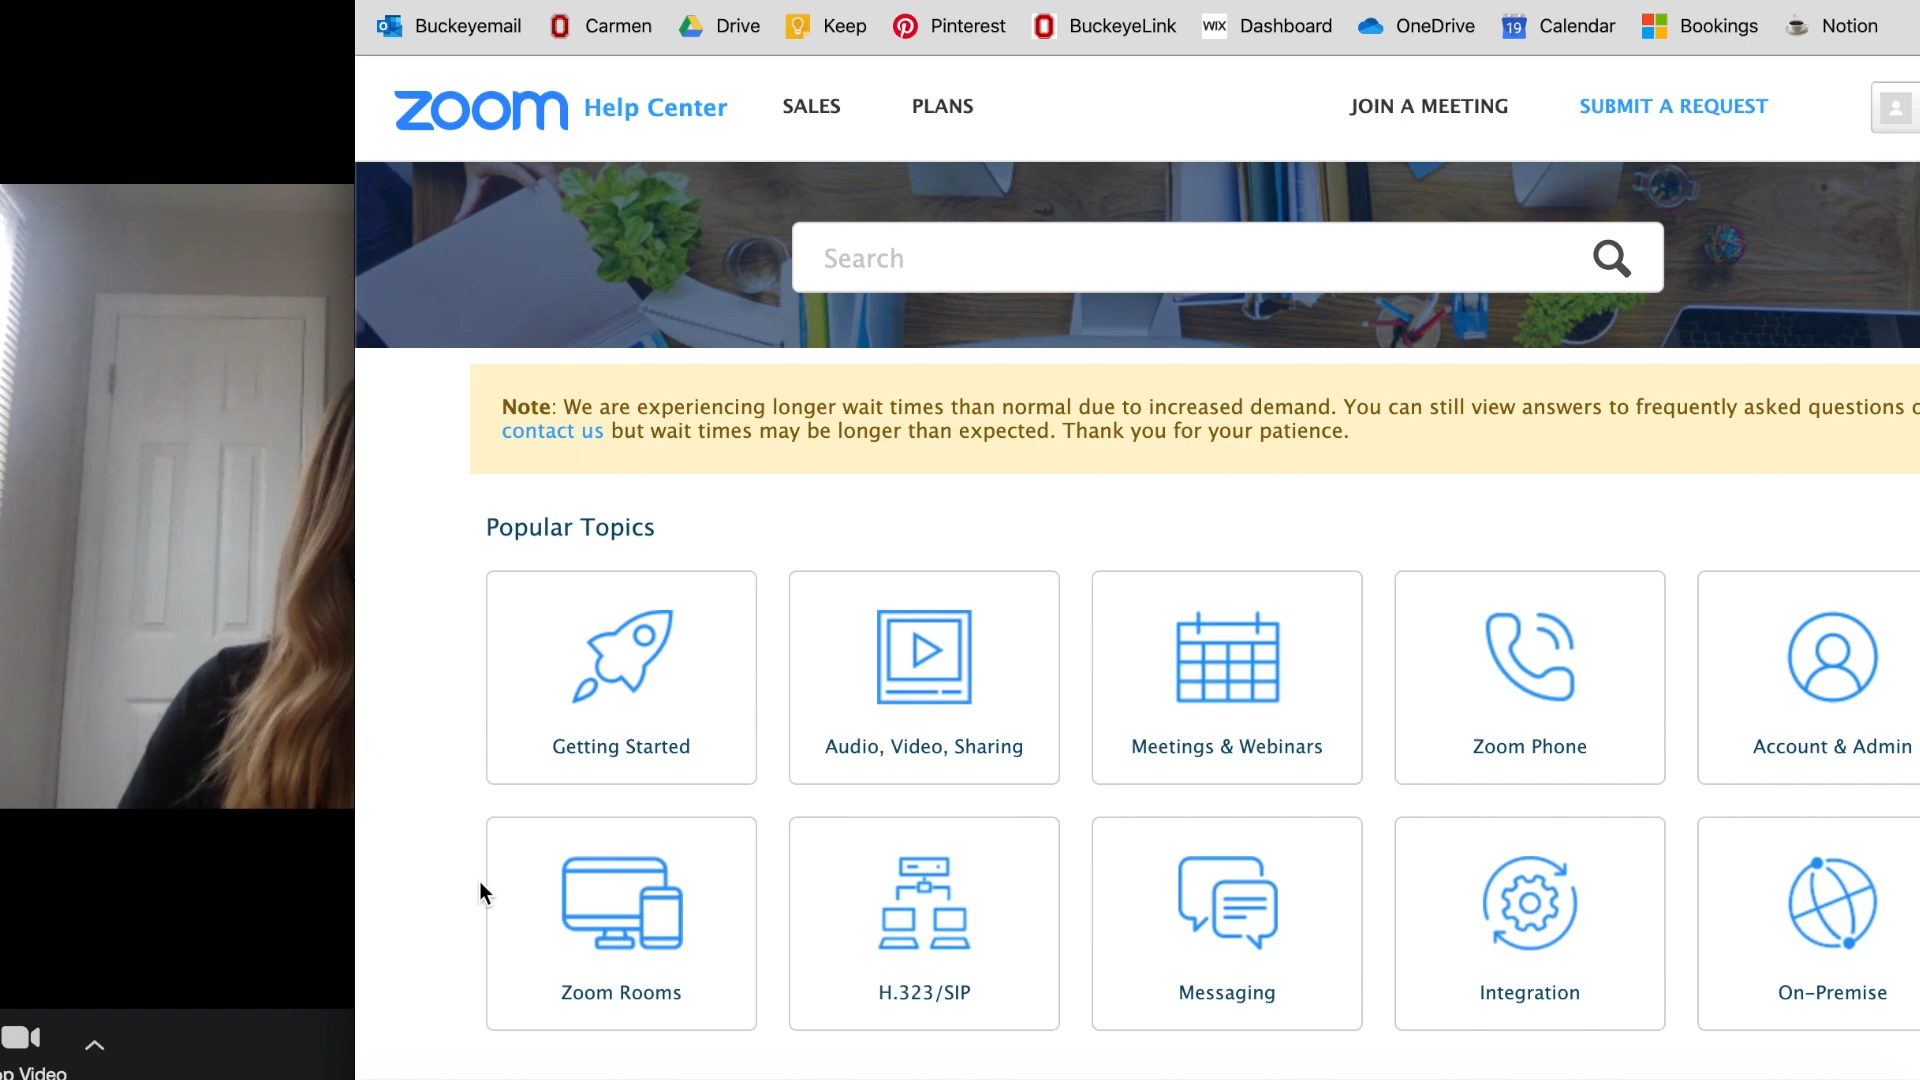 Buckeyemail Carmen Drive Keep Pinterest BuckeyeLink WIX Dashboard OneDrive 19 Calendar Bookings Notion
zoom Help Center SALES PLANS JOIN A MEETING SUBMIT A REQUEST
Search
Note: We are experiencing longer wait times than normal due to increased demand. You can still view answers to frequently asked questions
contact us but wait times may be longer than expected. Thank you for your patience.
Popular Topics
Getting Started Audio, Video, Sharing Meetings & Webinars Zoom Phone Account & Admin
Zoom Rooms H.323/SIP Messaging Integration On-Premise
op Video